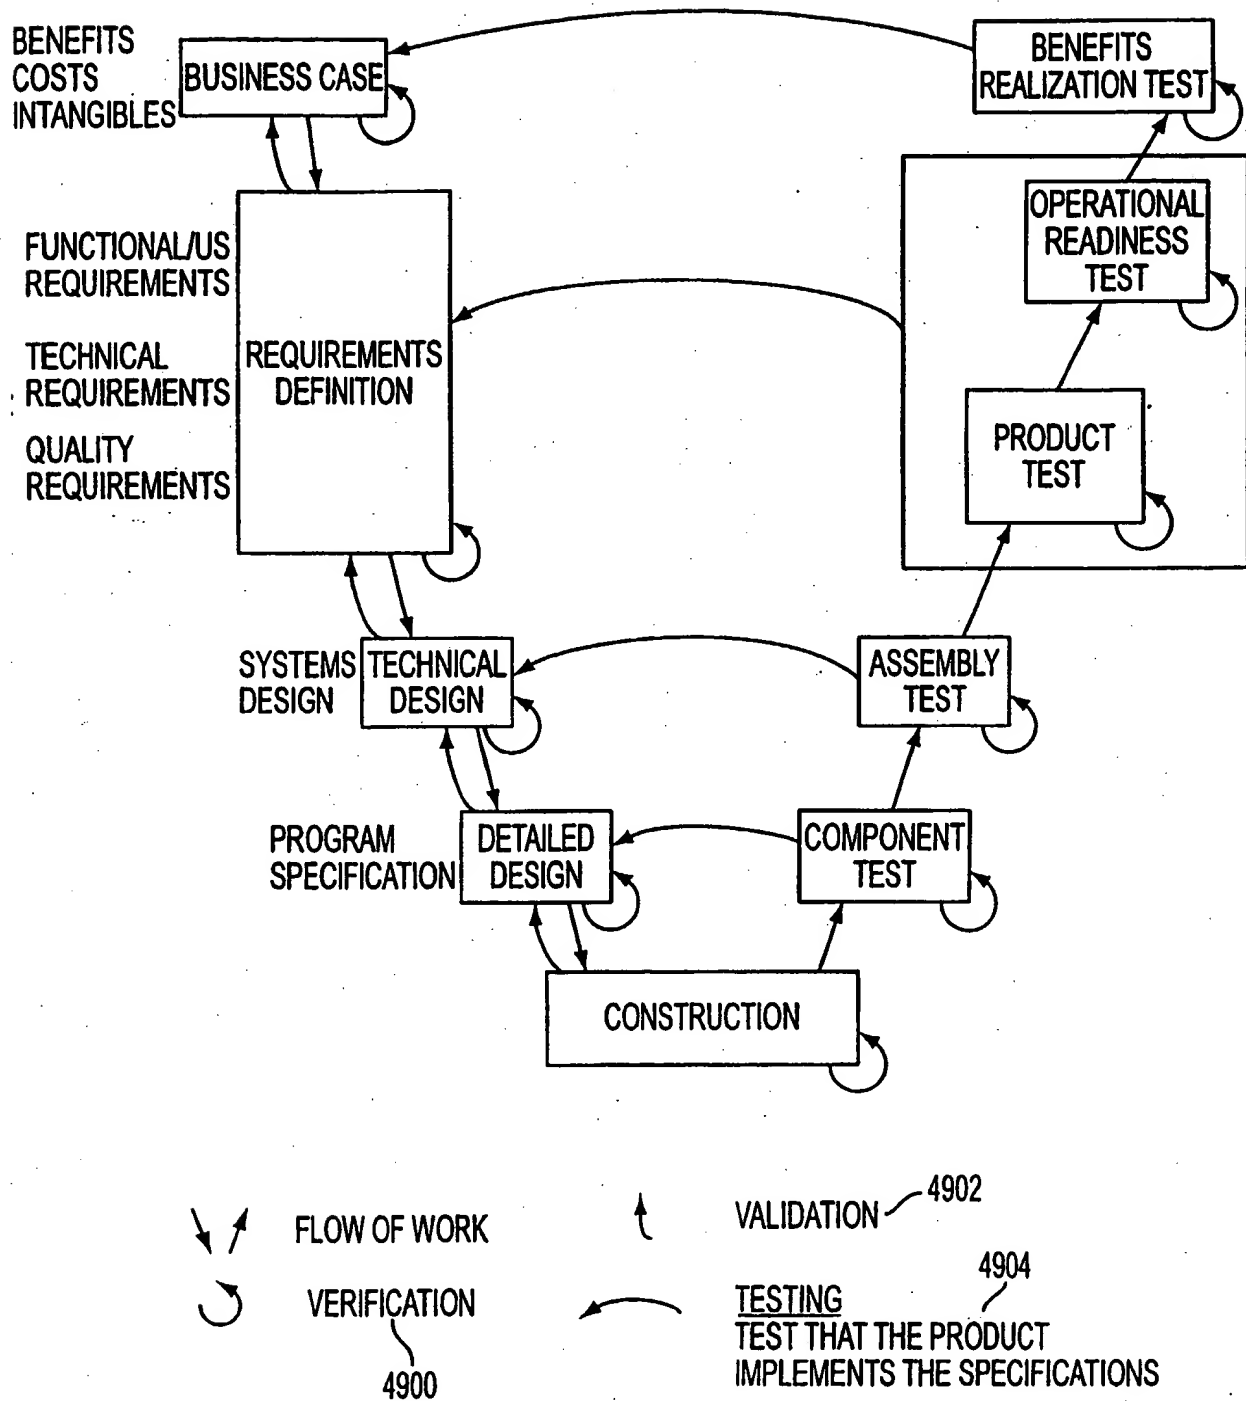 BENEFITS
COSTS
INTANGIBLES
BUSINESS CASE
BENEFITS
REALIZATION TEST
OPERATIONAL
READINESS
TEST
FUNCTIONAL/US
REQUIREMENTS
TECHNICAL
REQUIREMENTS
QUALITY
REQUIREMENTS
REQUIREMENTS
DEFINITION
PRODUCT
TEST
SYSTEMS
DESIGN
TECHNICAL
DESIGN
ASSEMBLY
TEST
PROGRAM
SPECIFICATION
DETAILED
DESIGN
COMPONENT
TEST
CONSTRUCTION
FLOW OF WORK
VALIDATION
4902
VERIFICATION
4900
4904
TESTING
TEST THAT THE PRODUCT
IMPLEMENTS THE SPECIFICATIONS